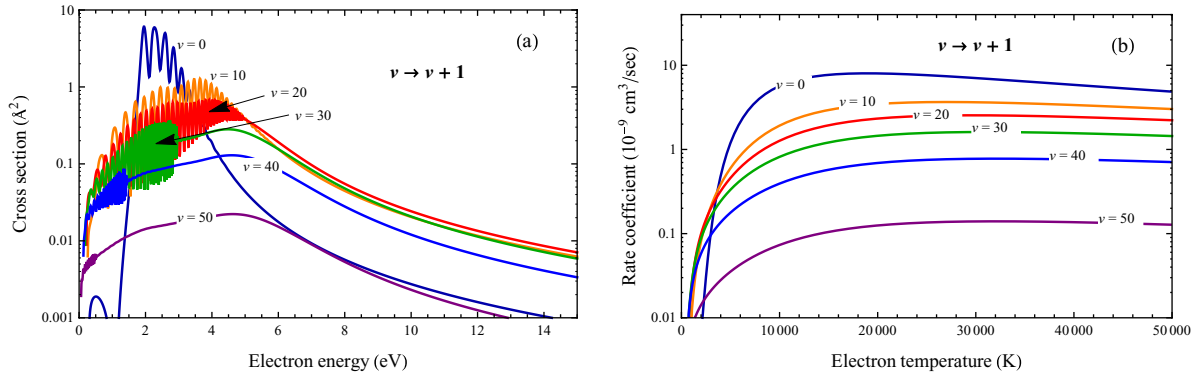 (a)
v → v + 1
v = 0
v = 10
v = 20
v = 30
v = 40
v = 50
10
1
0.1
0.01
0.001
Cross section (Å²)
0
2
4
6
8
10
12
14
Electron energy (eV)
(b)
v → v + 1
v = 0
v = 10
v = 20
v = 30
v = 40
v = 50
10
1
0.1
0.01
Rate coefficient (10⁻⁹ cm³/sec)
0
10 000
20 000
30 000
40 000
50 000
Electron temperature (K)